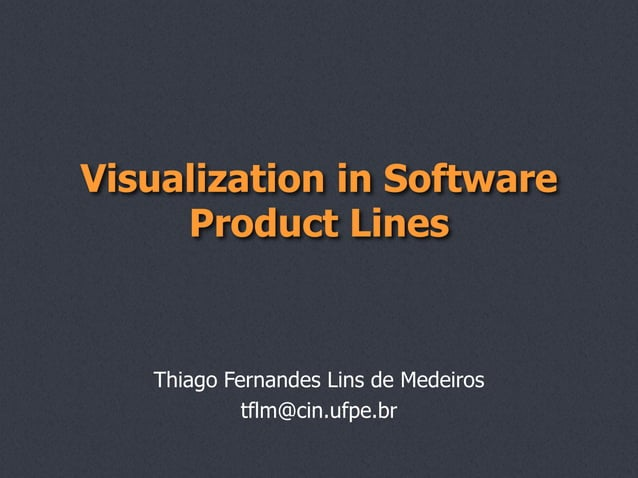 Visualization in Software
Product Lines
Thiago Fernandes Lins de Medeiros
tflm@cin.ufpe.br